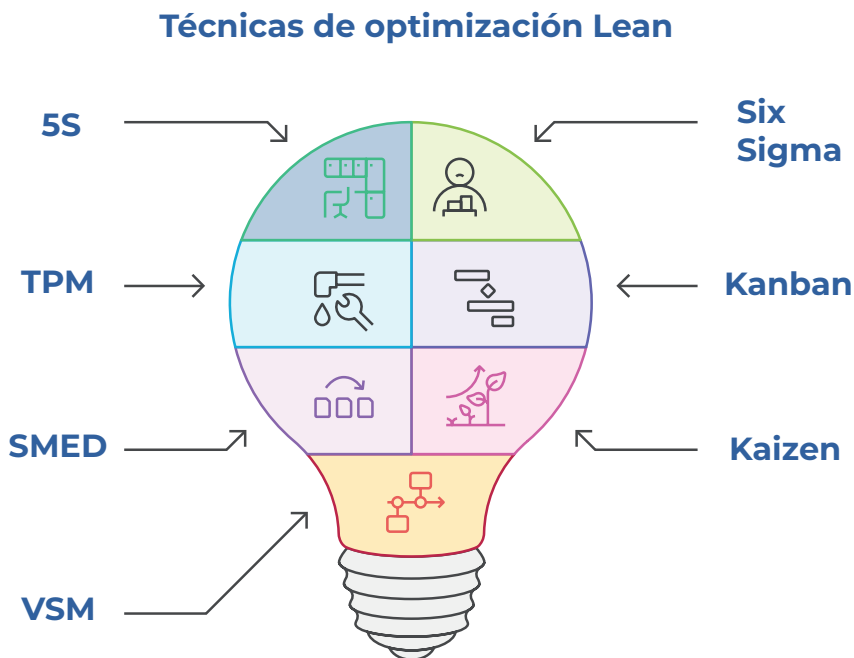 Técnicas de optimización Lean
5S
Six
Sigma
TPM
Kanban
SMED
Kaizen
VSM